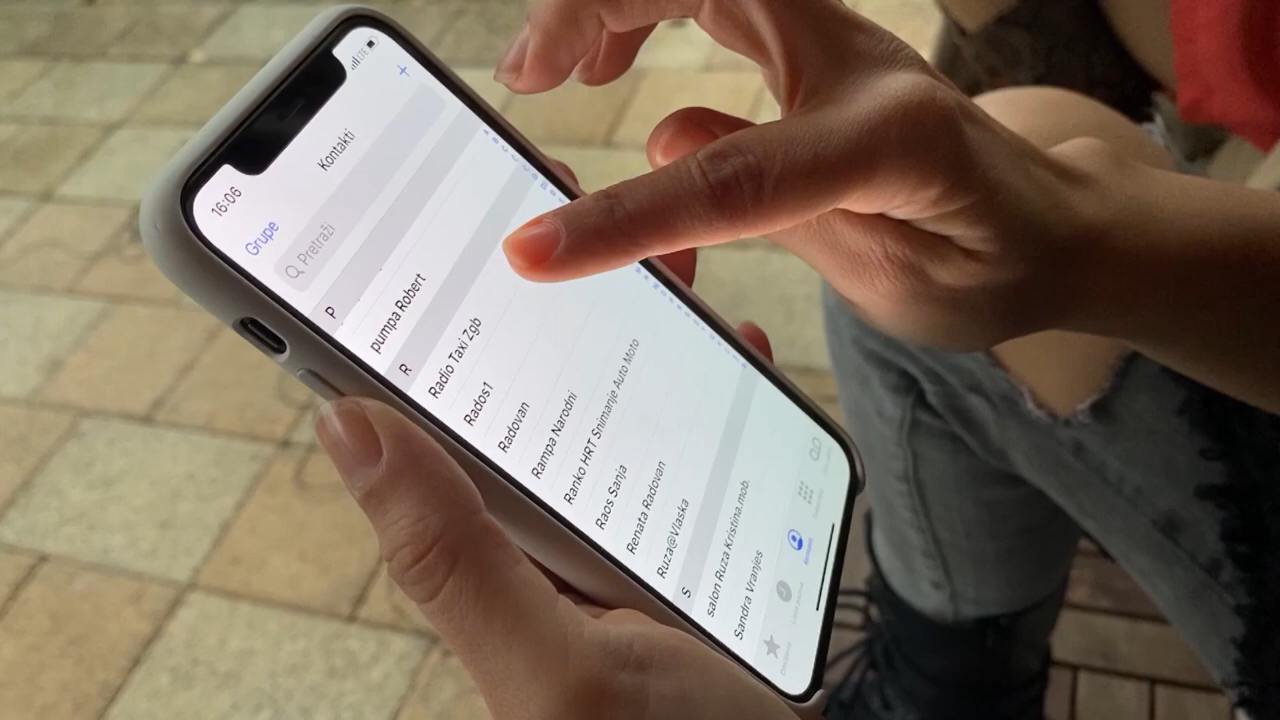 16:06
LTE
Grupe
Kontakti
Pretraži
P
pumpa Robert
R
Radio Taxi Zgb
Rados1
Radovan
Rampa Narodni
Ranko HRT Snimanje Auto Moto
Raos Sanja
Renata Radovan
Ruza@Vlaska
S
salon Ruza Kristina.mob.
Sandra Vranjes